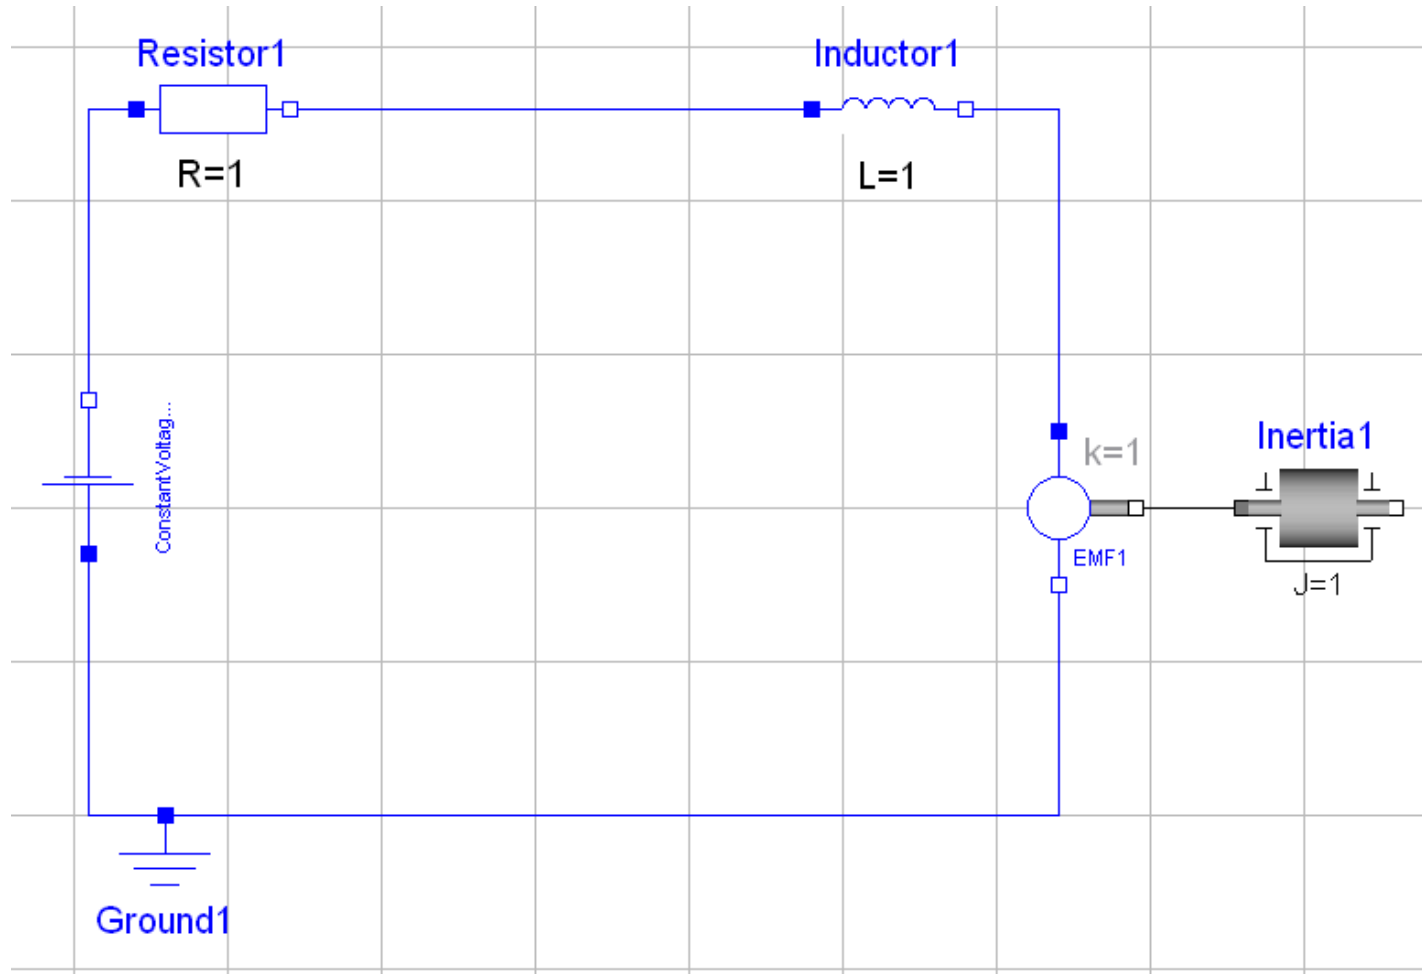 Resistor1
Inductor1
R=1
L=1
ConstantVoltag...
k=1
Inertia1
EMF1
J=1
Ground1